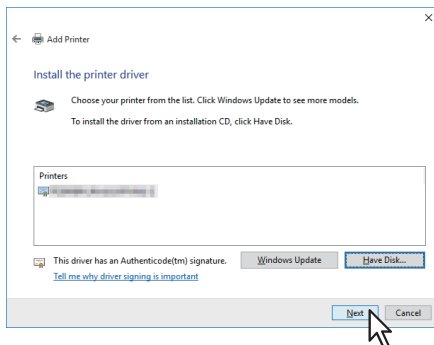 Add Printer
Install the printer driver
Choose your printer from the list. Click Windows Update to see more models.
To install the driver from an installation CD, click Have Disk.
Printers
This driver has an Authenticode(tm) signature.
Windows Update
Have Disk...
Tell me why driver signing is important
Next
Cancel